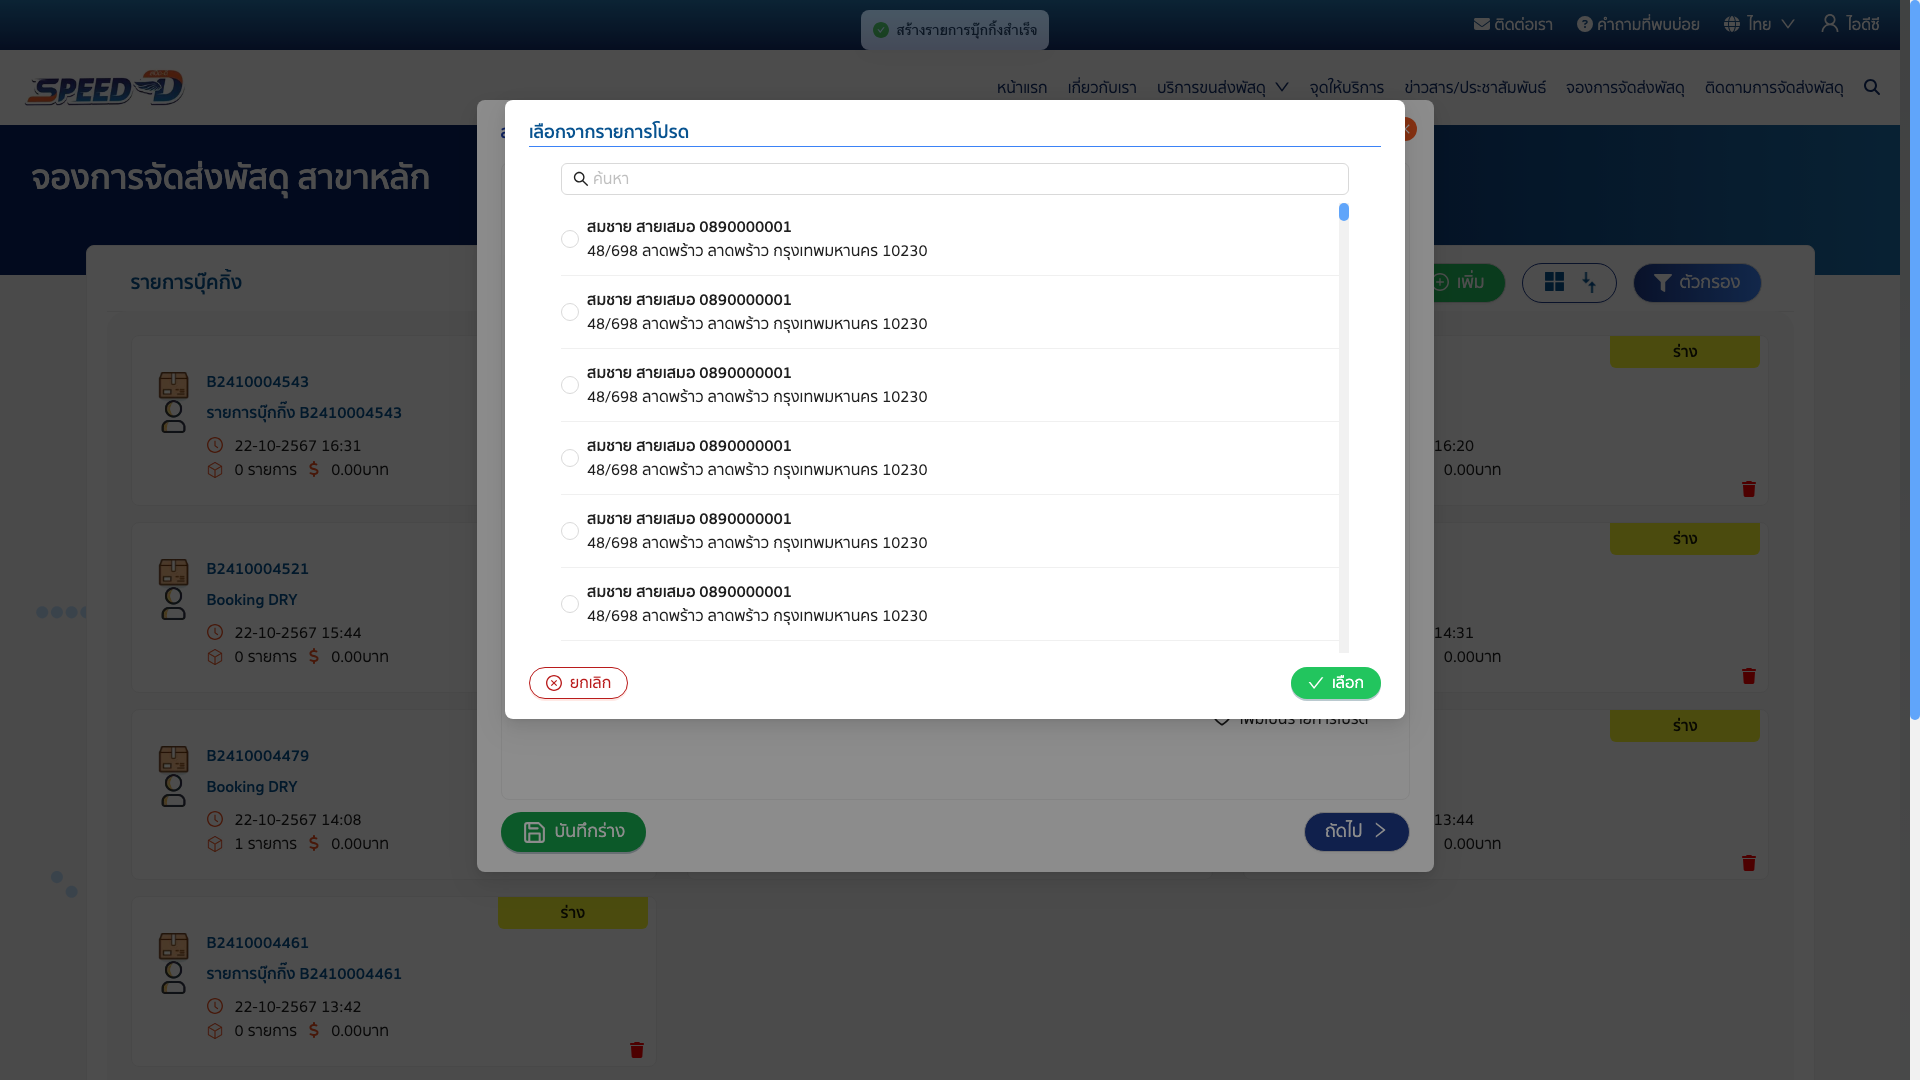 สร้างรายการบุ๊กกิ้งสำเร็จ
ติดต่อเรา
คำถามที่พบบ่อย
ไทย
ไอดีซี
SPEED D
หน้าแรก
เกี่ยวกับเรา
บริการขนส่งพัสดุ
จุดให้บริการ
ข่าวสาร/ประชาสัมพันธ์
จองการจัดส่งพัสดุ
ติดตามการจัดส่งพัสดุ
จองการจัดส่งพัสดุ สาขาหลัก
เลือกจากรายการโปรด
ค้นหา
สมชาย สายเสมอ 0890000001
48/698 ลาดพร้าว ลาดพร้าว กรุงเทพมหานคร 10230
สมชาย สายเสมอ 0890000001
48/698 ลาดพร้าว ลาดพร้าว กรุงเทพมหานคร 10230
สมชาย สายเสมอ 0890000001
48/698 ลาดพร้าว ลาดพร้าว กรุงเทพมหานคร 10230
สมชาย สายเสมอ 0890000001
48/698 ลาดพร้าว ลาดพร้าว กรุงเทพมหานคร 10230
สมชาย สายเสมอ 0890000001
48/698 ลาดพร้าว ลาดพร้าว กรุงเทพมหานคร 10230
สมชาย สายเสมอ 0890000001
48/698 ลาดพร้าว ลาดพร้าว กรุงเทพมหานคร 10230
ยกเลิก
เลือก
บันทึกร่าง
ถัดไป
รายการบุ๊คกิ้ง
เพิ่ม
ตัวกรอง
B2410004543
รายการบุ๊กกิ๊ง B2410004543
22-10-2567 16:31
0 รายการ $ 0.00บาท
ร่าง
16:20
0.00บาท
B2410004521
Booking DRY
22-10-2567 15:44
0 รายการ $ 0.00บาท
ร่าง
14:31
0.00บาท
B2410004479
Booking DRY
22-10-2567 14:08
1 รายการ $ 0.00บาท
ร่าง
13:44
0.00บาท
ร่าง
B2410004461
รายการบุ๊กกิ๊ง B2410004461
22-10-2567 13:42
0 รายการ $ 0.00บาท